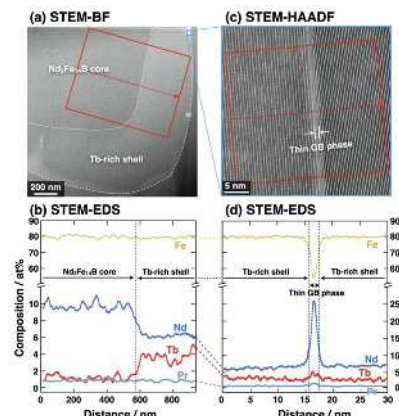 (a) STEM-BF
(c) STEM-HAADF
Nd₂Fe₁₄B core
Tb-rich shell
200 nm
Thin GB phase
5 nm
(b) STEM-EDS
(d) STEM-EDS
Composition / at%
90
80
70
60
10
8
6
4
2
0
Fe
Nd₂Fe₁₄B core
Tb-rich shell
Nd
Tb
Pr
0
200
400
600
800
Distance / nm
90
80
70
60
25
20
15
10
5
0
Fe
Tb-rich shell
Tb-rich shell
Thin GB phase
Nd
Tb
Pr
0
5
10
15
20
25
30
Distance / nm